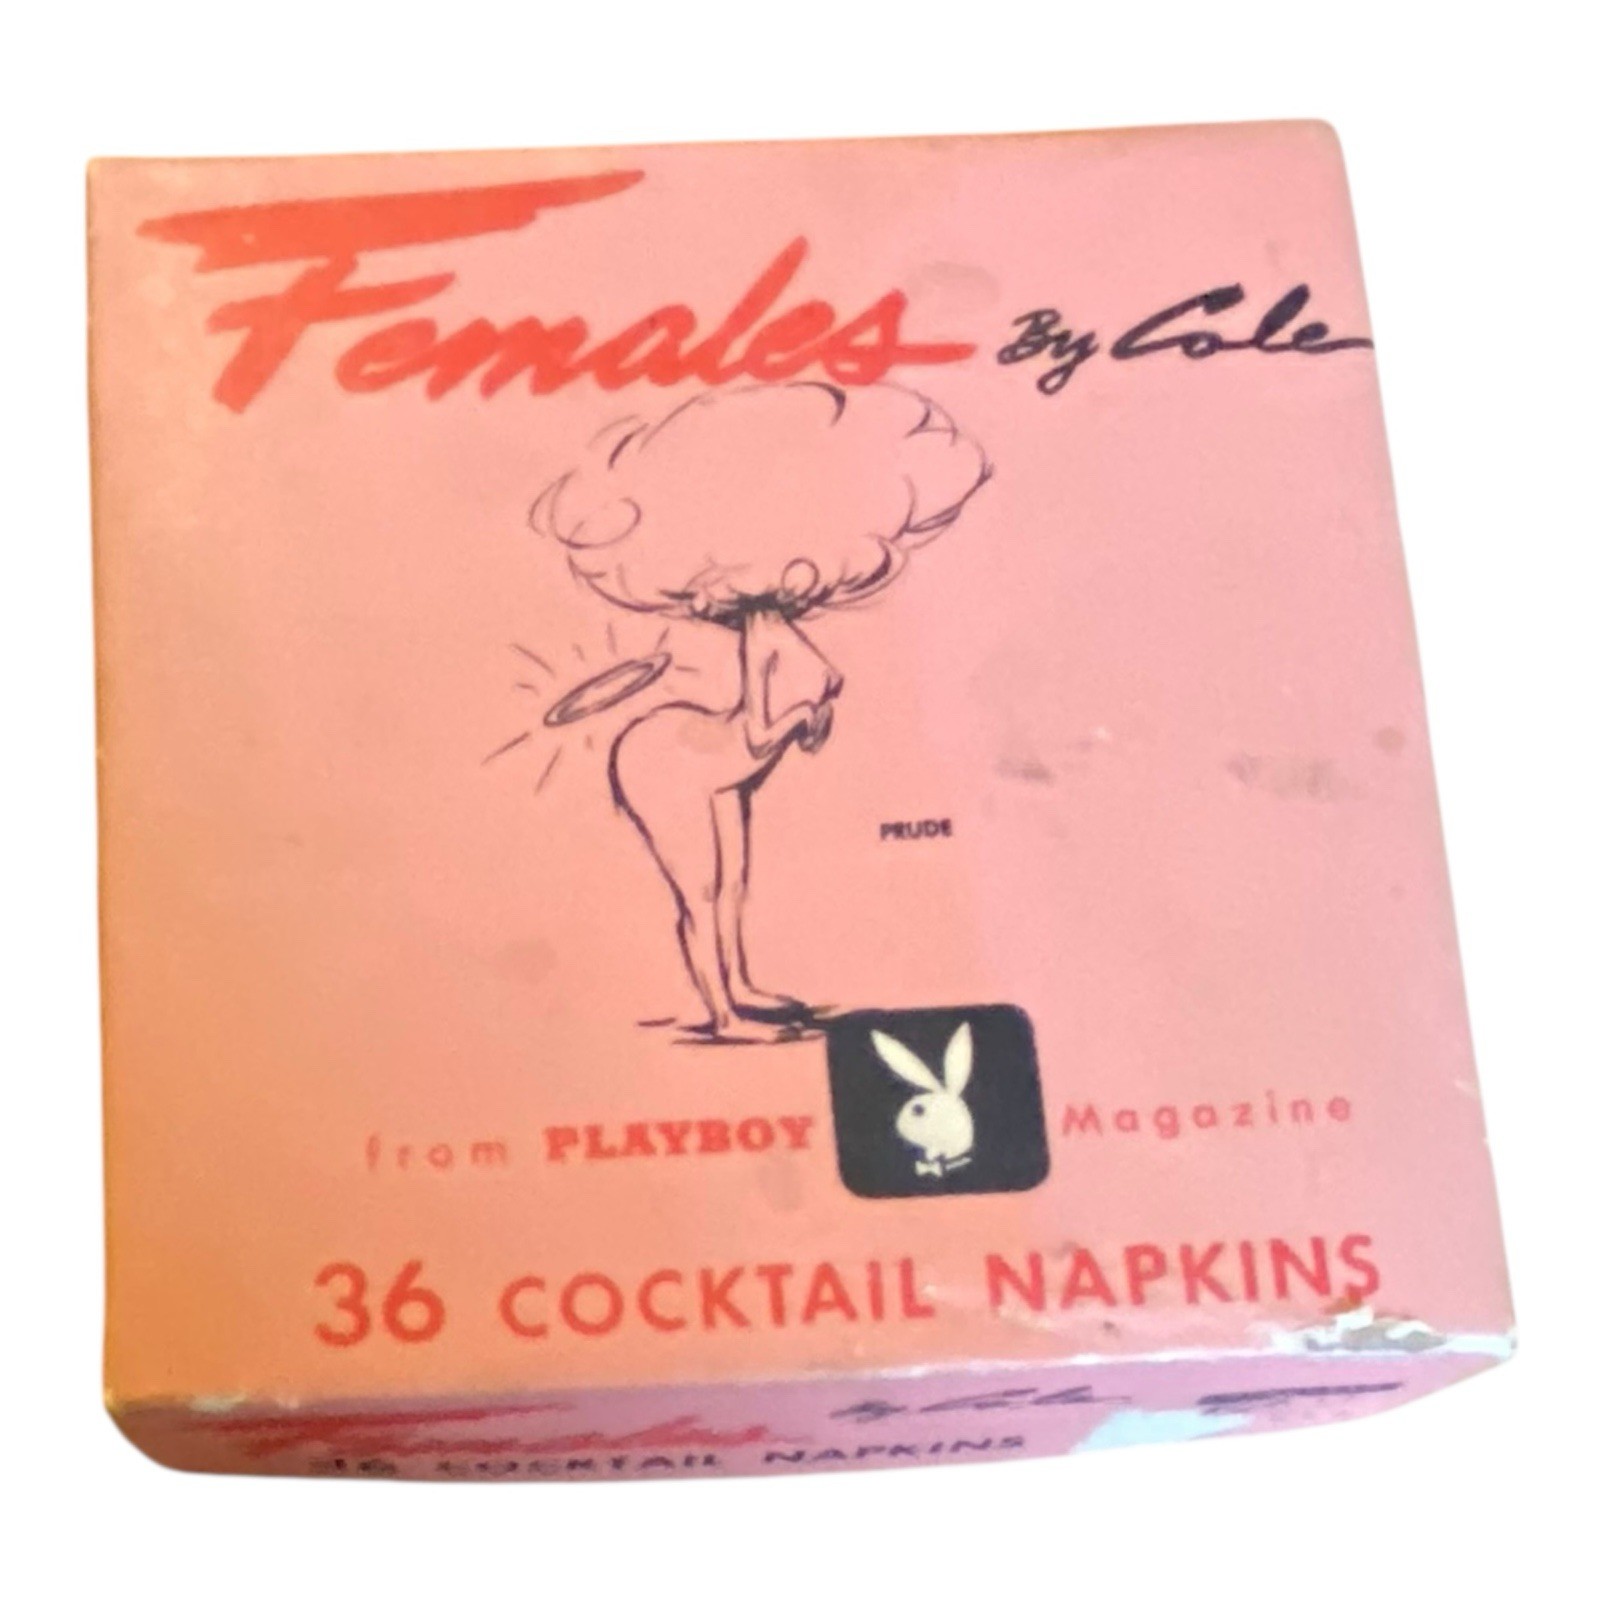 Females By Cole
PRUDE
from PLAYBOY Magazine
36 COCKTAIL NAPKINS
Females By Cole
36 COCKTAIL NAPKINS